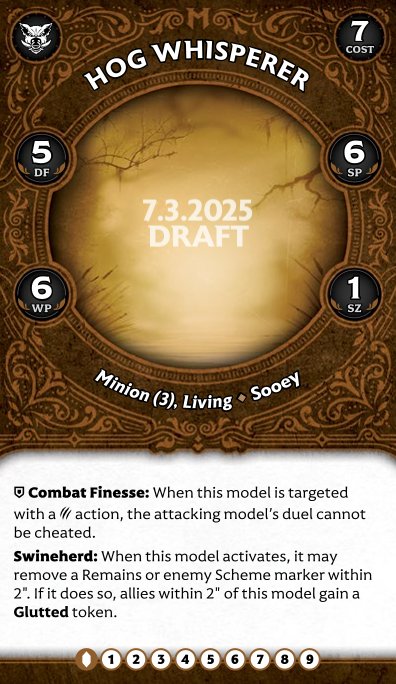 7
COST
HOG WHISPERER
5
DF
6
SP
7.3.2025
DRAFT
6
WP
1
SZ
Minion (3), Living • Sooey
Combat Finesse: When this model is targeted
with a action, the attacking model's duel cannot
be cheated.
Swineherd: When this model activates, it may
remove a Remains or enemy Scheme marker within
2". If it does so, allies within 2" of this model gain a
Glutted token.
1 2 3 4 5 6 7 8 9